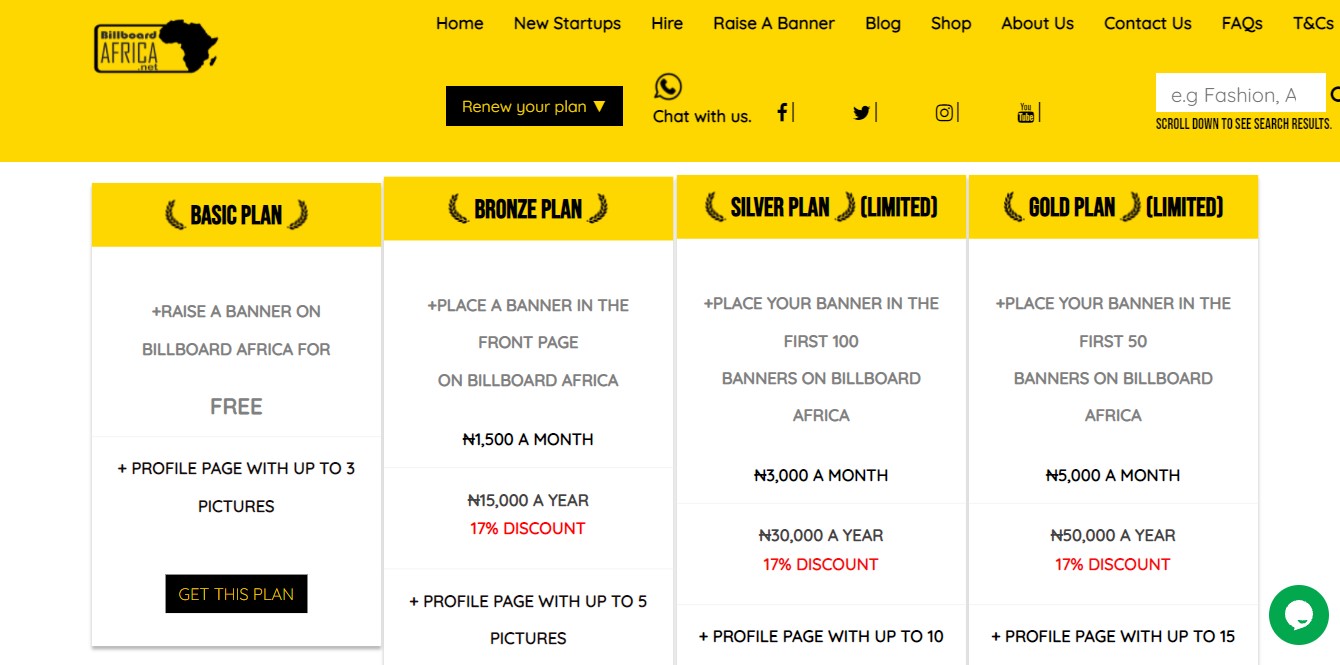 Billboard
AFRICA
.net
Home New Startups Hire Raise A Banner Blog Shop About Us Contact Us FAQs T&Cs
Renew your plan ▼
Chat with us.
You
Tube
e.g Fashion, A
SCROLL DOWN TO SEE SEARCH RESULTS.
BASIC PLAN
+RAISE A BANNER ON
BILLBOARD AFRICA FOR
FREE
+ PROFILE PAGE WITH UP TO 3
PICTURES
GET THIS PLAN
BRONZE PLAN
+PLACE A BANNER IN THE
FRONT PAGE
ON BILLBOARD AFRICA
₦1,500 A MONTH
₦15,000 A YEAR
17% DISCOUNT
+ PROFILE PAGE WITH UP TO 5
PICTURES
SILVER PLAN (LIMITED)
+PLACE YOUR BANNER IN THE
FIRST 100
BANNERS ON BILLBOARD
AFRICA
₦3,000 A MONTH
₦30,000 A YEAR
17% DISCOUNT
+ PROFILE PAGE WITH UP TO 10
GOLD PLAN (LIMITED)
+PLACE YOUR BANNER IN THE
FIRST 50
BANNERS ON BILLBOARD
AFRICA
₦5,000 A MONTH
₦50,000 A YEAR
17% DISCOUNT
+ PROFILE PAGE WITH UP TO 15